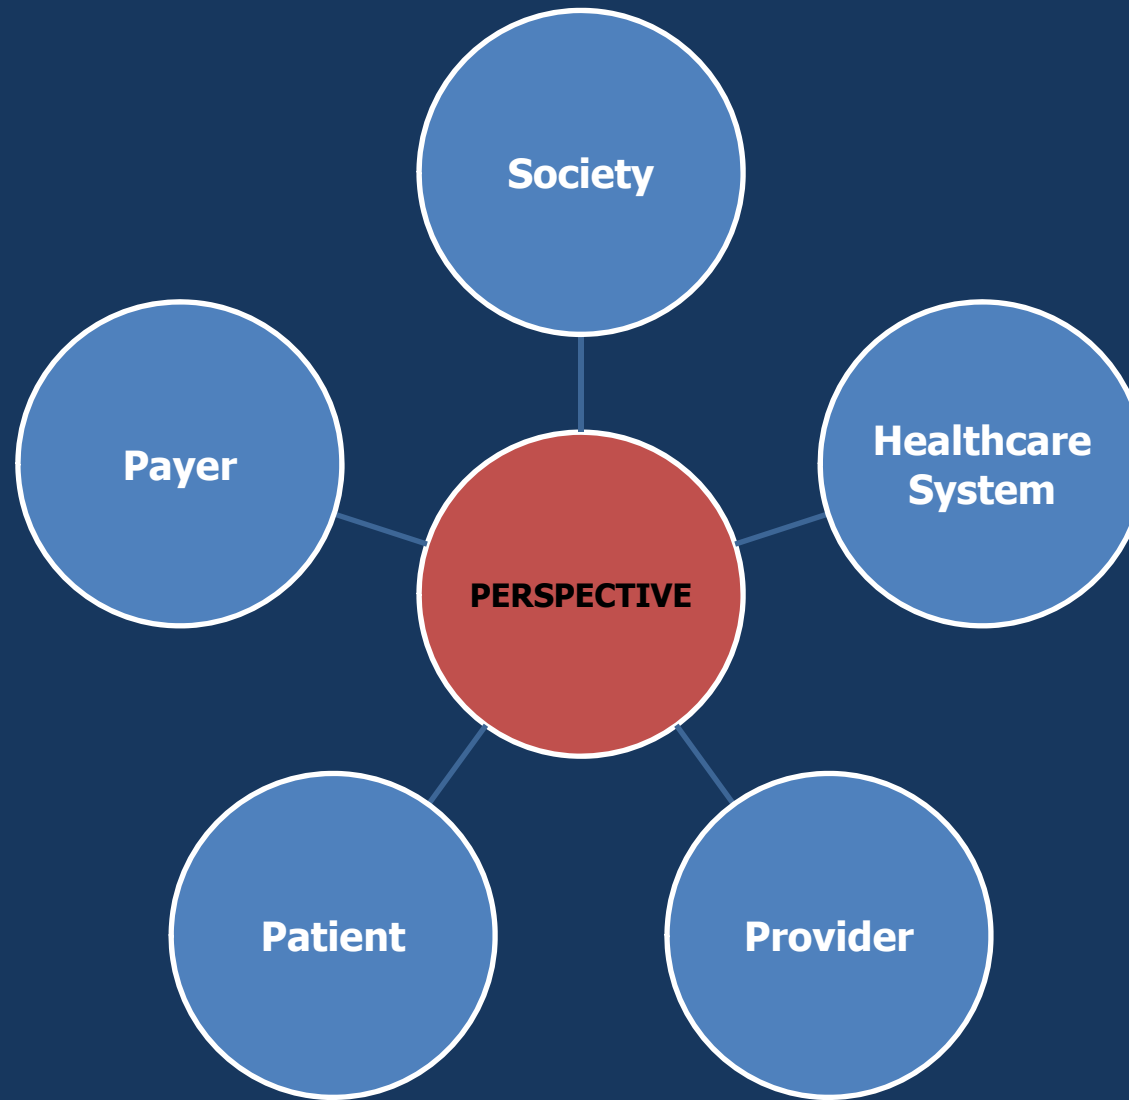 Society
Payer
Healthcare
System
PERSPECTIVE
Patient
Provider